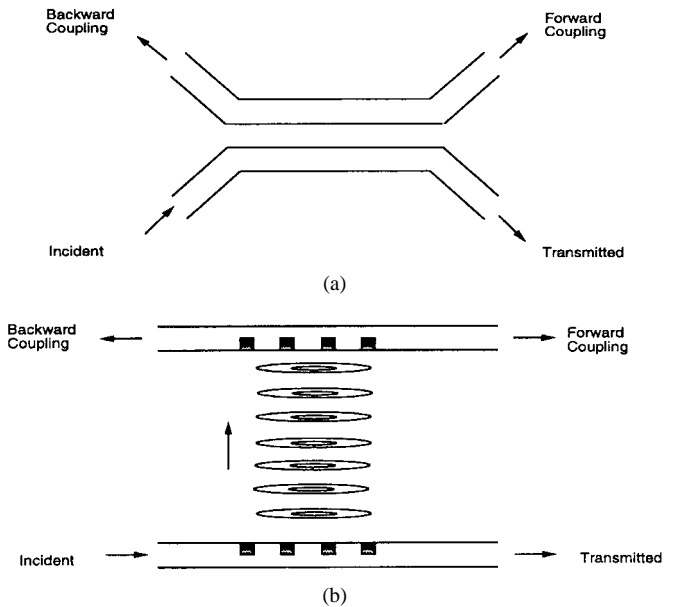 Backward
Coupling
Forward
Coupling
Incident
Transmitted
(a)
Backward
Coupling
Forward
Coupling
Incident
Transmitted
(b)